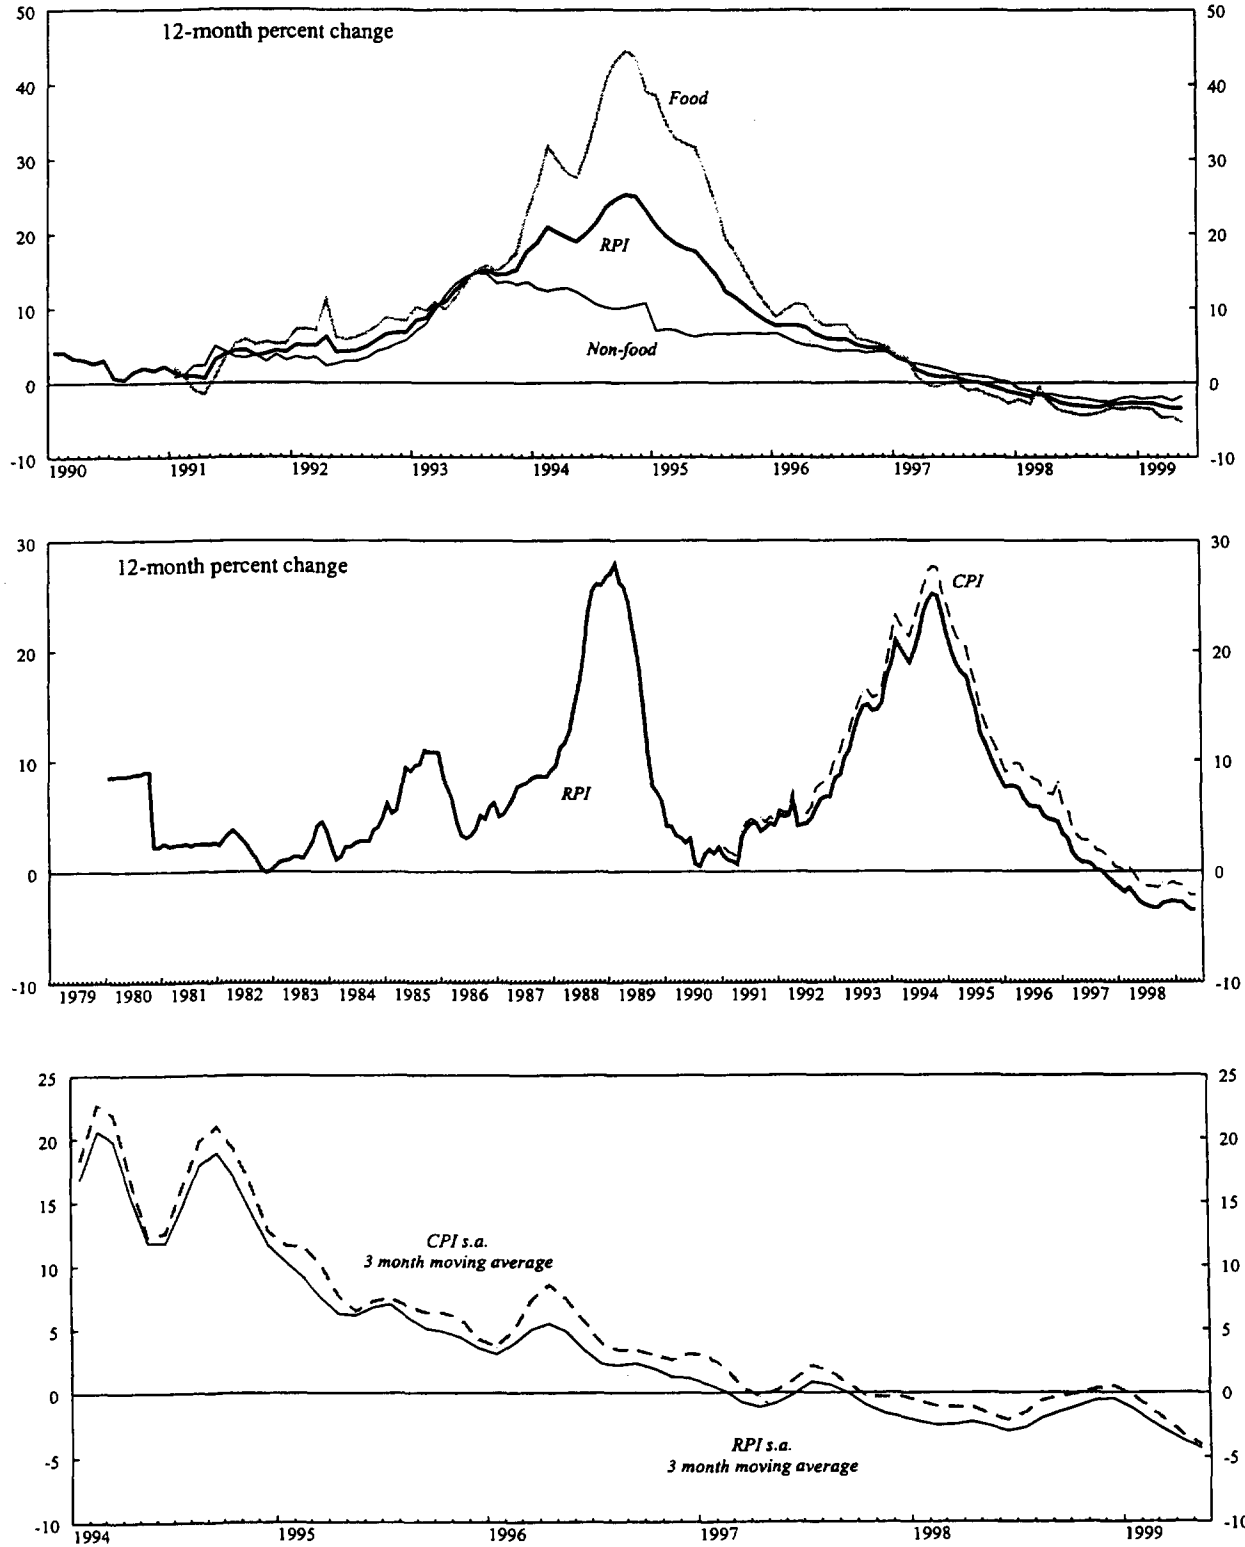 50 50
12-month percent change
40 Food 40
30 30
20 RPI 20
10 10
Non-food
0 0
-10 -10
1990 1991 1992 1993 1994 1995 1996 1997 1998 1999
30 30
12-month percent change
CPI
20 20
10 10
RPI
0 0
-10 -10
1979 1980 1981 1982 1983 1984 1985 1986 1987 1988 1989 1990 1991 1992 1993 1994 1995 1996 1997 1998
25 25
20 20
15 15
CPI s.a.
3 month moving average
10 10
5 5
0 0
RPI s.a.
3 month moving average
-5 -5
-10 -10
1994 1995 1996 1997 1998 1999